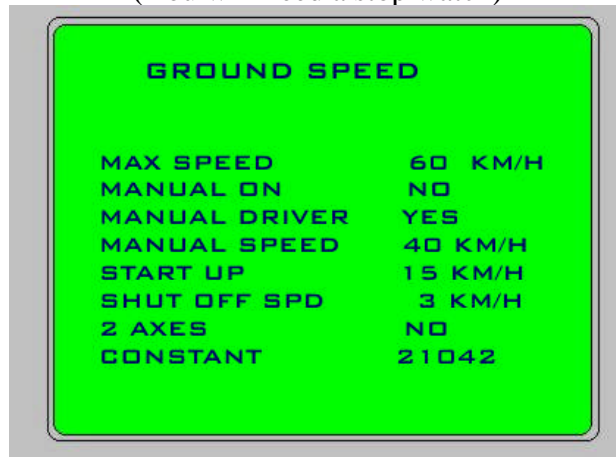 GROUND SPEED
MAX SPEED 60 KM/H
MANUAL ON NO
MANUAL DRIVER YES
MANUAL SPEED 40 KM/H
START UP 15 KM/H
SHUT OFF SPD 3 KM/H
2 AXES NO
CONSTANT 21042